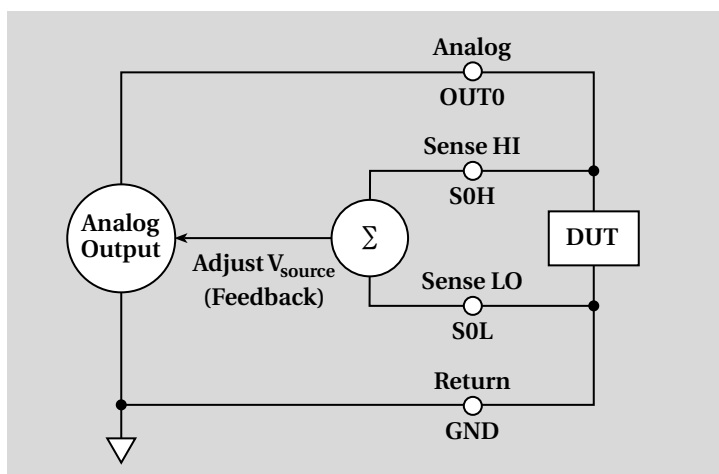 Analog
OUT0
Sense HI
S0H
Analog
Output
Σ
DUT
Adjust Vsource
(Feedback)
Sense LO
S0L
Return
GND